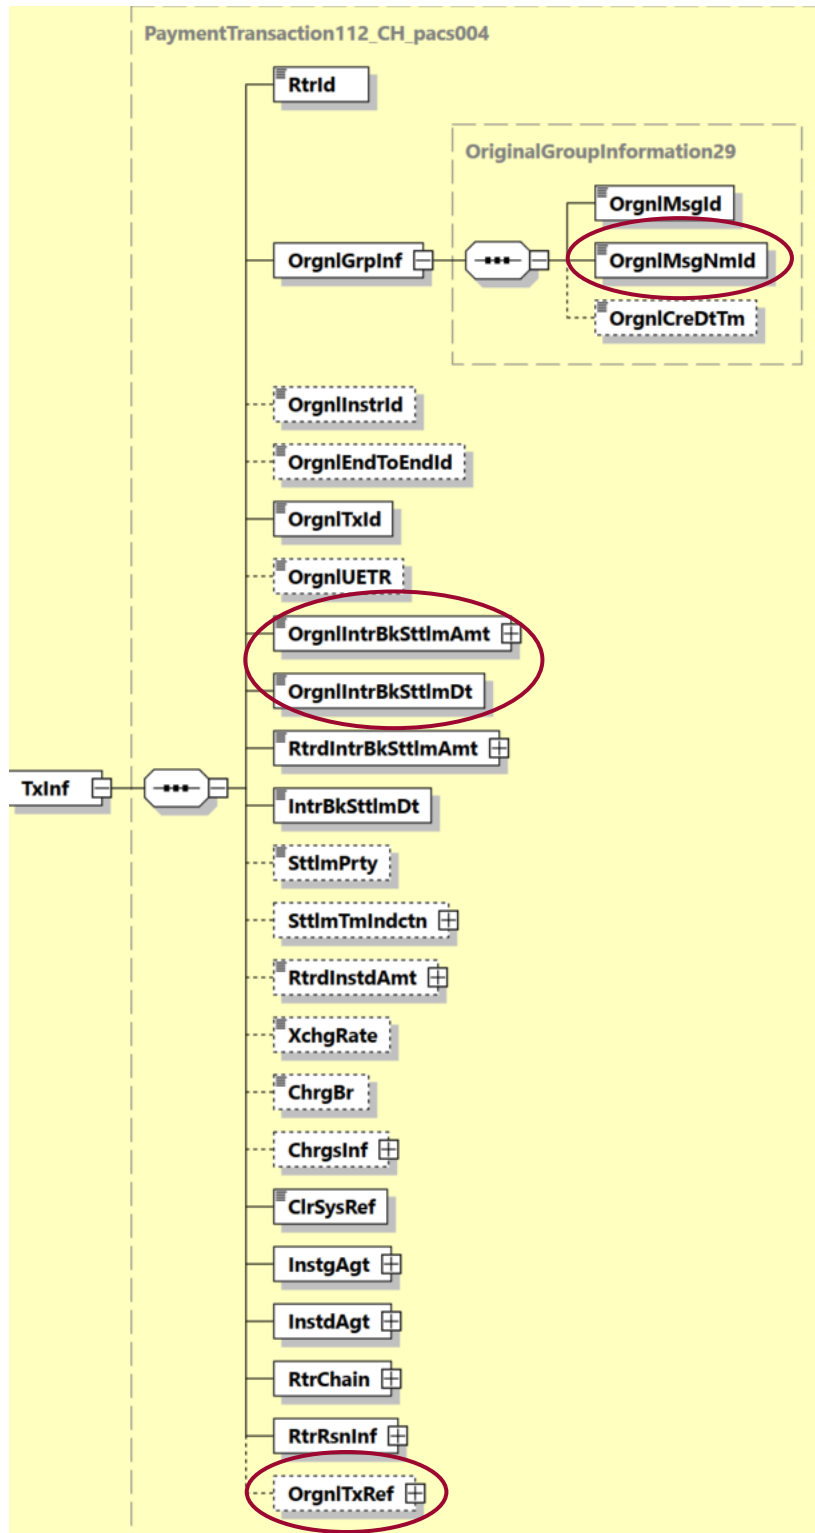 PaymentTransaction112_CH_pacs004
RtrId
OriginalGroupInformation29
OrgnlMsgId
OrgnlGrpInf
OrgnlMsgNmId
OrgnlCreDtTm
OrgnlInstrId
OrgnlEndToEndId
OrgnlTxId
OrgnlUETR
OrgnlIntrBkSttlmAmt
OrgnlIntrBkSttlmDt
RtrdIntrBkSttlmAmt
TxInf
IntrBkSttlmDt
SttlmPrty
SttlmTmIndctn
RtrdInstdAmt
XchgRate
ChrgBr
ChrgsInf
ClrSysRef
InstgAgt
InstdAgt
RtrChain
RtrRsnInf
OrgnlTxRef